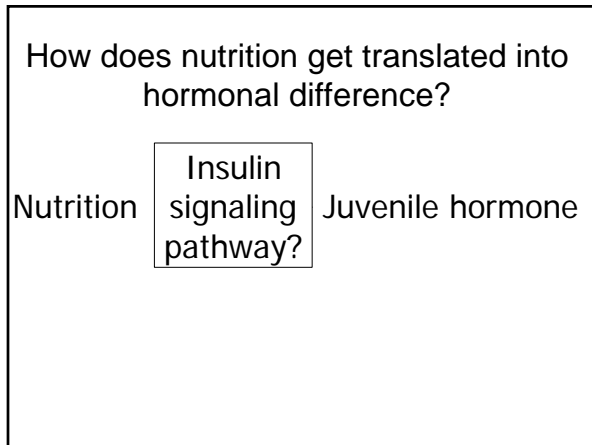 How does nutrition get translated into
hormonal difference?
Insulin
Nutrition signaling Juvenile hormone
pathway?